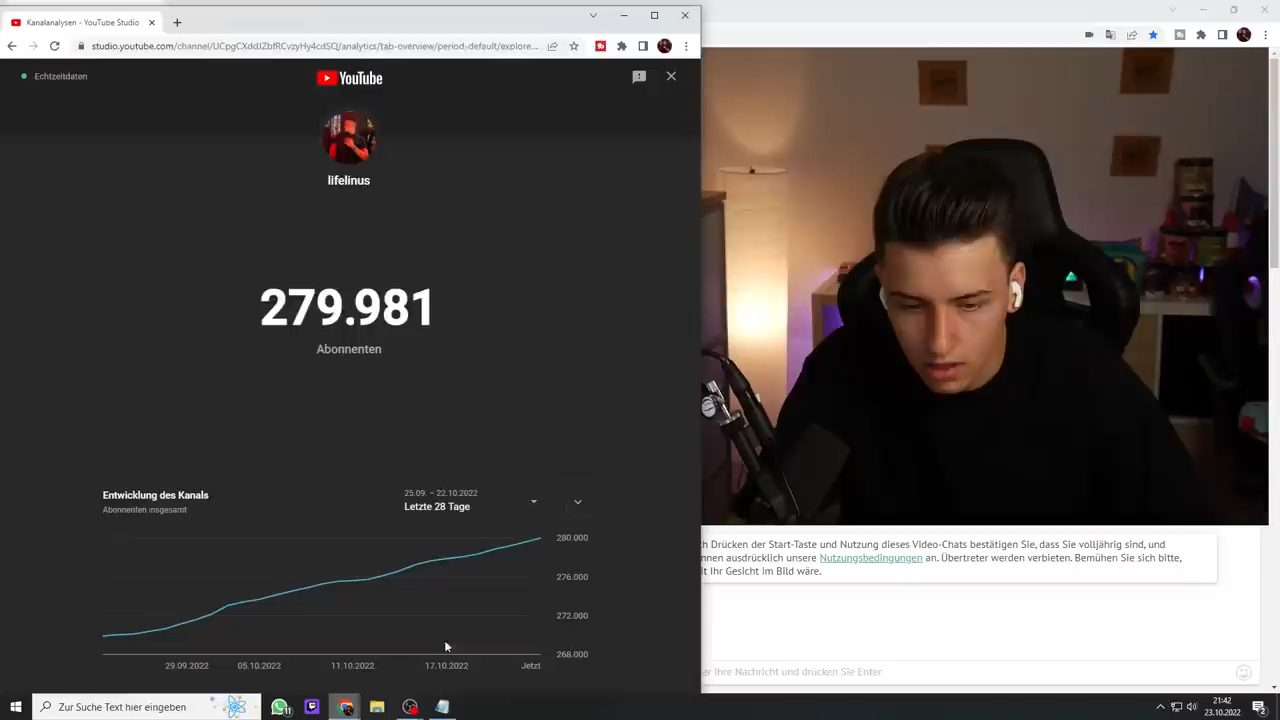 Kanalanalysen - YouTube Studio
studio.youtube.com/channel/UCpgCXddJZbfRCvzyHy4cdSQ/analytics/tab-overview/period-default/explore...
Echtzeitdaten
YouTube
lifelinus
279.981
Abonnenten
Entwicklung des Kanals
Abonnenten insgesamt
25.09. – 22.10.2022
Letzte 28 Tage
280.000
276.000
272.000
268.000
29.09.2022 05.10.2022 11.10.2022 17.10.2022 Jetzt
ch Drücken der Start-Taste und Nutzung dieses Video-Chats bestätigen Sie, dass Sie volljährig sind, und
nnen ausdrücklich unsere Nutzungsbedingungen an. Übertreter werden verbieten. Bemühen Sie sich bitte,
it Ihr Gesicht im Bild wäre.
er Ihre Nachricht und drücken Sie Enter
Zur Suche Text hier eingeben
11
21:42
23.10.2022
2